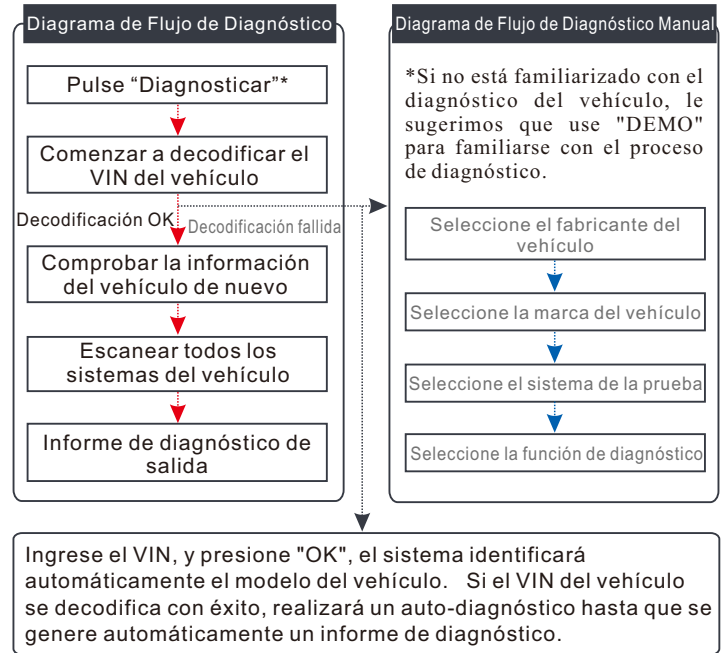 Diagrama de Flujo de Diagnóstico
Pulse “Diagnosticar”*
Comenzar a decodificar el
VIN del vehículo
Decodificación OK
Decodificación fallida
Comprobar la información
del vehículo de nuevo
Escanear todos los
sistemas del vehículo
Informe de diagnóstico de
salida
Diagrama de Flujo de Diagnóstico Manual
*Si no está familiarizado con el
diagnóstico del vehículo, le
sugerimos que use "DEMO"
para familiarse con el proceso
de diagnóstico.
Seleccione el fabricante del
vehículo
Seleccione la marca del vehículo
Seleccione el sistema de la prueba
Seleccione la función de diagnóstico
Ingrese el VIN, y presione "OK", el sistema identificará
automáticamente el modelo del vehículo. Si el VIN del vehículo
se decodifica con éxito, realizará un auto-diagnóstico hasta que se
genere automáticamente un informe de diagnóstico.